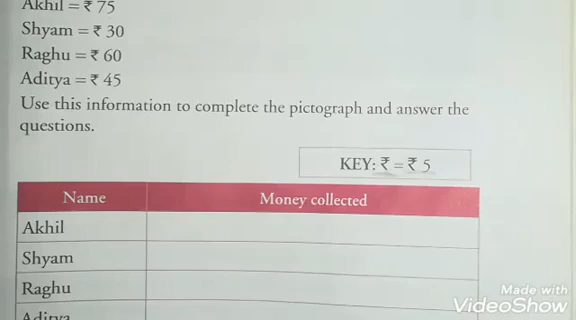 Akhil = ₹ 75
Shyam = ₹ 30
Raghu = ₹ 60
Aditya = ₹ 45
Use this information to complete the pictograph and answer the
questions.
KEY: ₹ = ₹ 5
Name Money collected
Akhil
Shyam
Raghu
Aditya
Made with
VideoShow